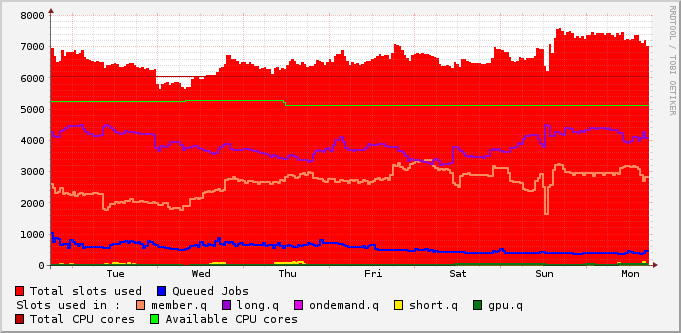 8000
7000
6000
5000
4000
3000
2000
1000
0
Tue Wed Thu Fri Sat Sun Mon
RRDTOOL / TOBI OETIKER
Total slots used Queued Jobs
Slots used in : member.q long.q ondemand.q short.q gpu.q
Total CPU cores Available CPU cores